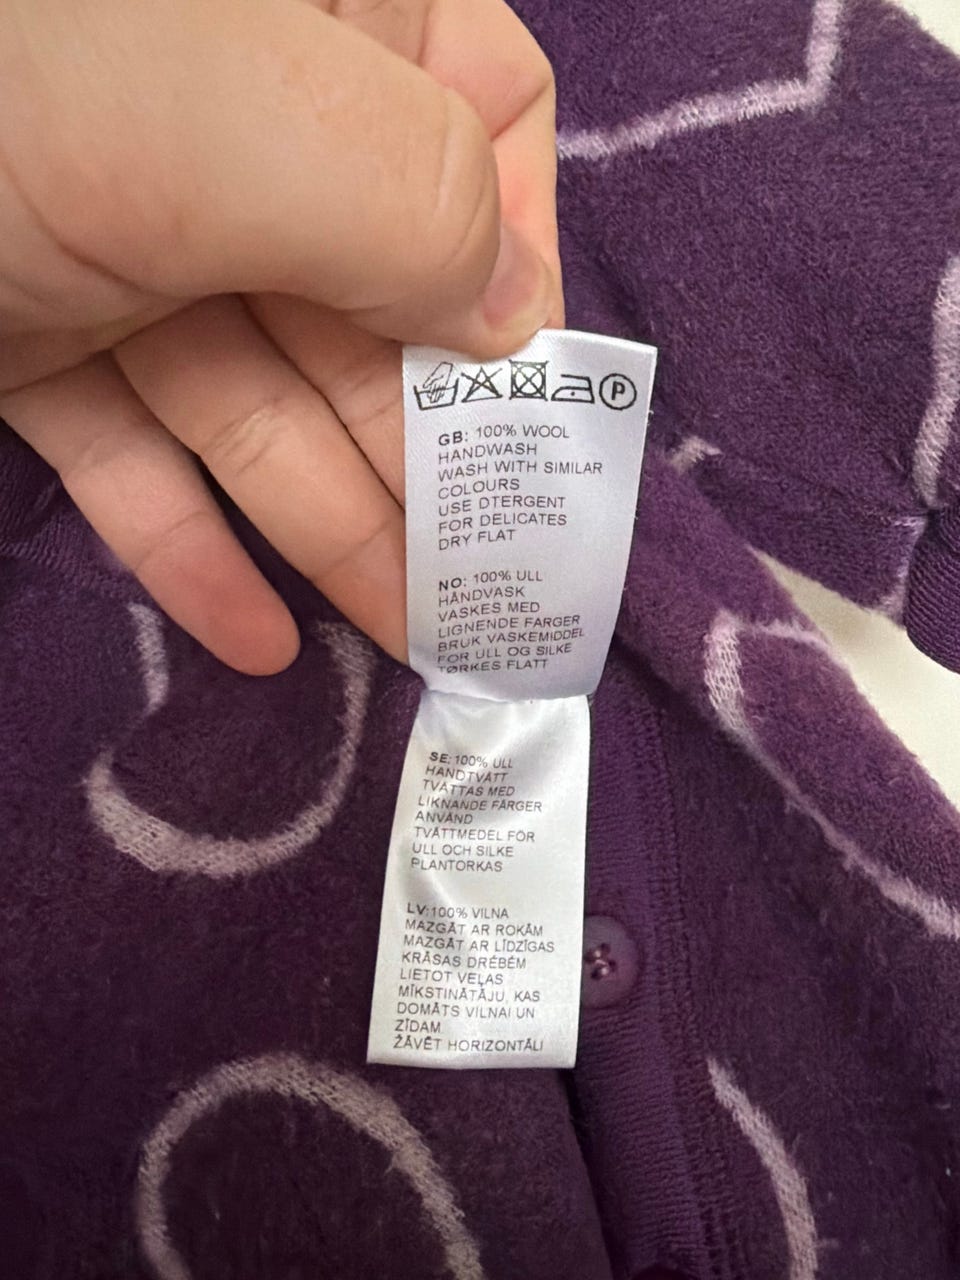 P
GB: 100% WOOL
HANDWASH
WASH WITH SIMILAR
COLOURS
USE DTERGENT
FOR DELICATES
DRY FLAT
NO: 100% ULL
HÅNDVASK
VASKES MED
LIGNENDE FARGER
BRUK VASKEMIDDEL
FOR ULL OG SILKE
TØRKES FLATT
SE: 100% ULL
HANDTVÄTT
TVÄTTAS MED
LIKNANDE FÄRGER
ANVÄND
TVÄTTMEDEL FÖR
ULL OCH SILKE
PLANTORKAS
LV:100% VILNA
MAZGĀT AR ROKĀM
MAZGĀT AR LĪDZĪGAS
KRĀSAS DRĒBĒM
LIETOT VEĻAS
MĪKSTINĀTĀJU, KAS
DOMĀTS VILNAI UN
ZĪDAM
ŽĀVĒT HORIZONTĀLI